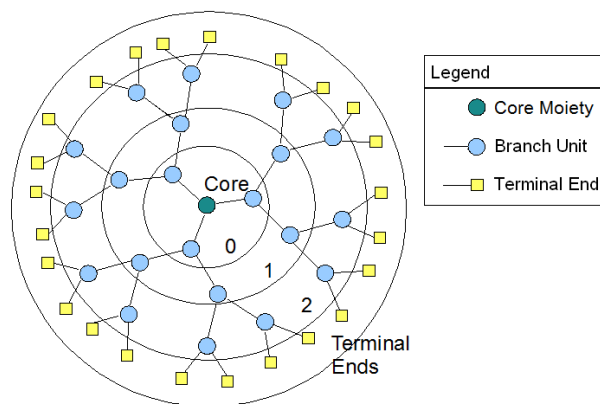 Legend
Core Moiety
Branch Unit
Terminal End
Core
0
1
2
Terminal
Ends